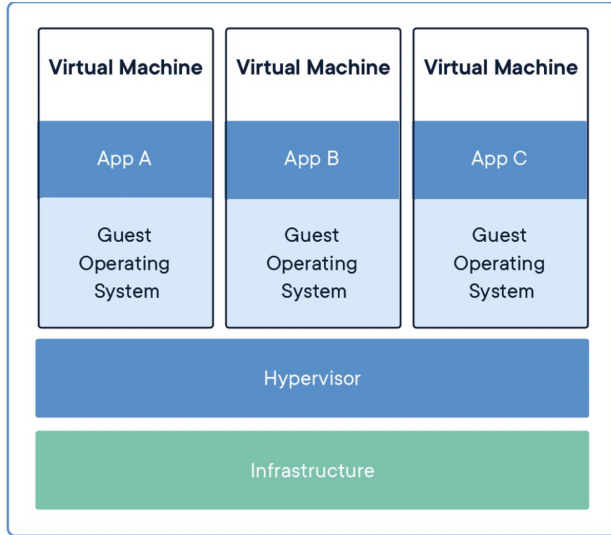 Virtual Machine
Virtual Machine
Virtual Machine
App A
App B
App C
Guest
Operating
System
Guest
Operating
System
Guest
Operating
System
Hypervisor
Infrastructure